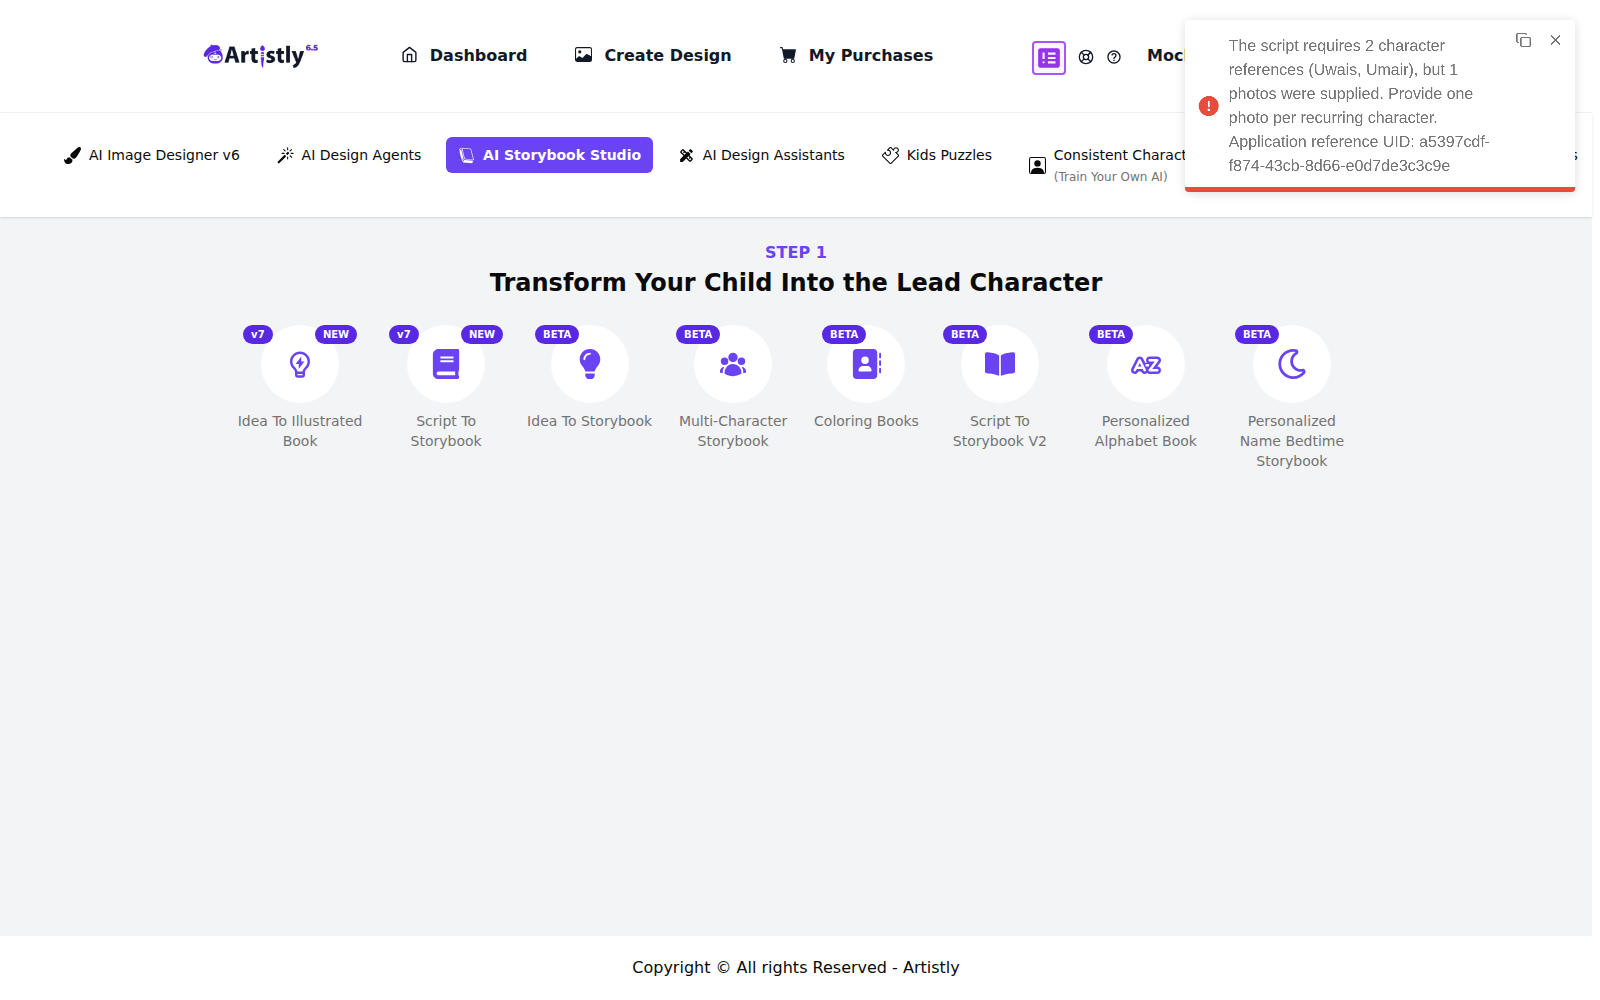 Artistly 6.5
Dashboard
Create Design
My Purchases
The script requires 2 character
references (Uwais, Umair), but 1
photos were supplied. Provide one
photo per recurring character.
Application reference UID: a5397cdf-
f874-43cb-8d66-e0d7de3c3c9e
AI Image Designer v6
AI Design Agents
AI Storybook Studio
AI Design Assistants
Kids Puzzles
(Train Your Own AI)
STEP 1
Transform Your Child Into the Lead Character
v7
NEW
Idea To Illustrated
Book
v7
NEW
Script To
Storybook
BETA
Idea To Storybook
BETA
Multi-Character
Storybook
BETA
Coloring Books
BETA
Script To
Storybook V2
BETA
AZ
Personalized
Alphabet Book
BETA
Personalized
Name Bedtime
Storybook
Copyright © All rights Reserved - Artistly